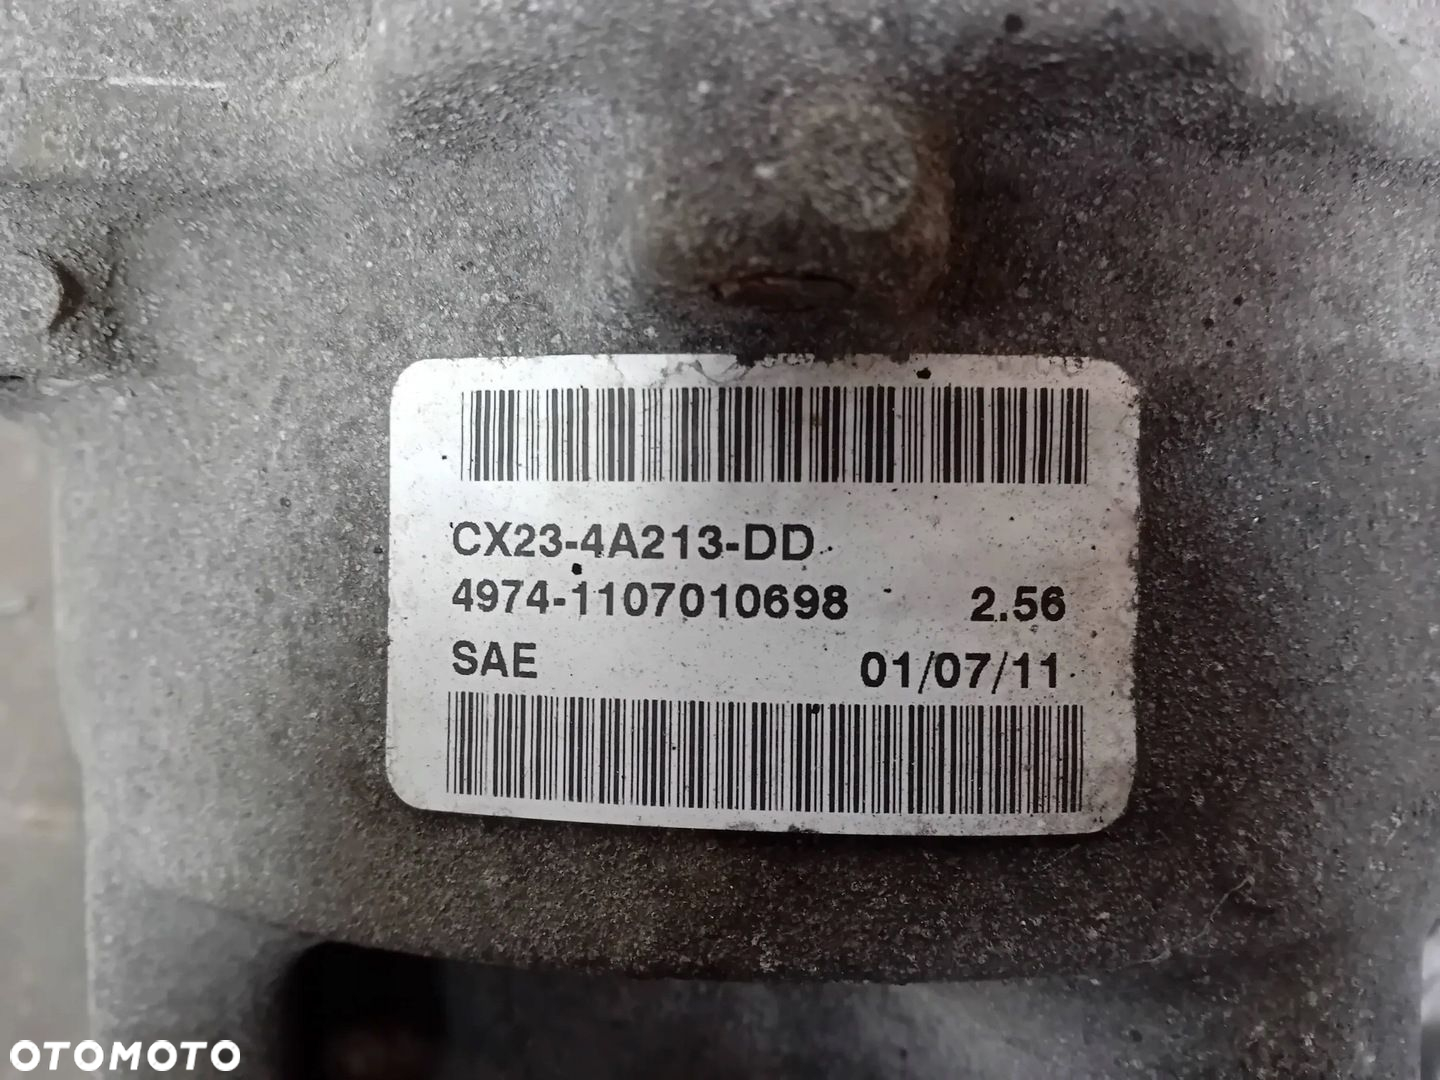 CX23-4A213-DD
4974-1107010698 2.56
SAE 01/07/11
OTOMOTO